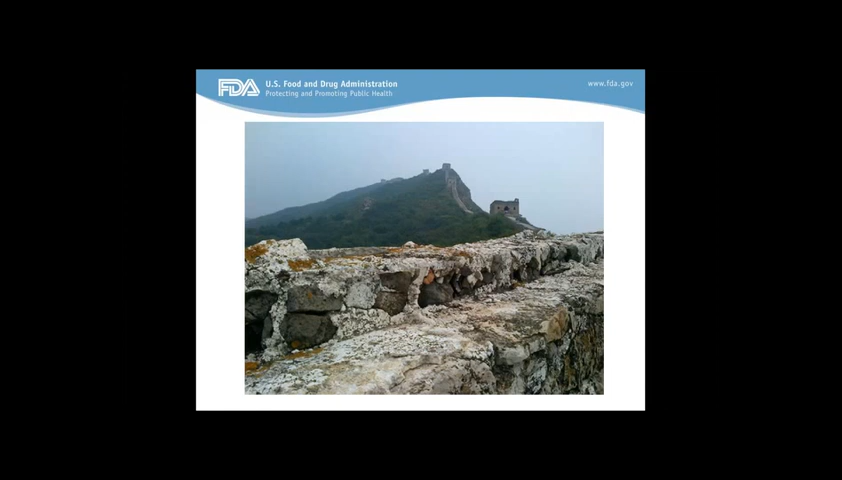 FDA
U.S. Food and Drug Administration
Protecting and Promoting Public Health
www.fda.gov